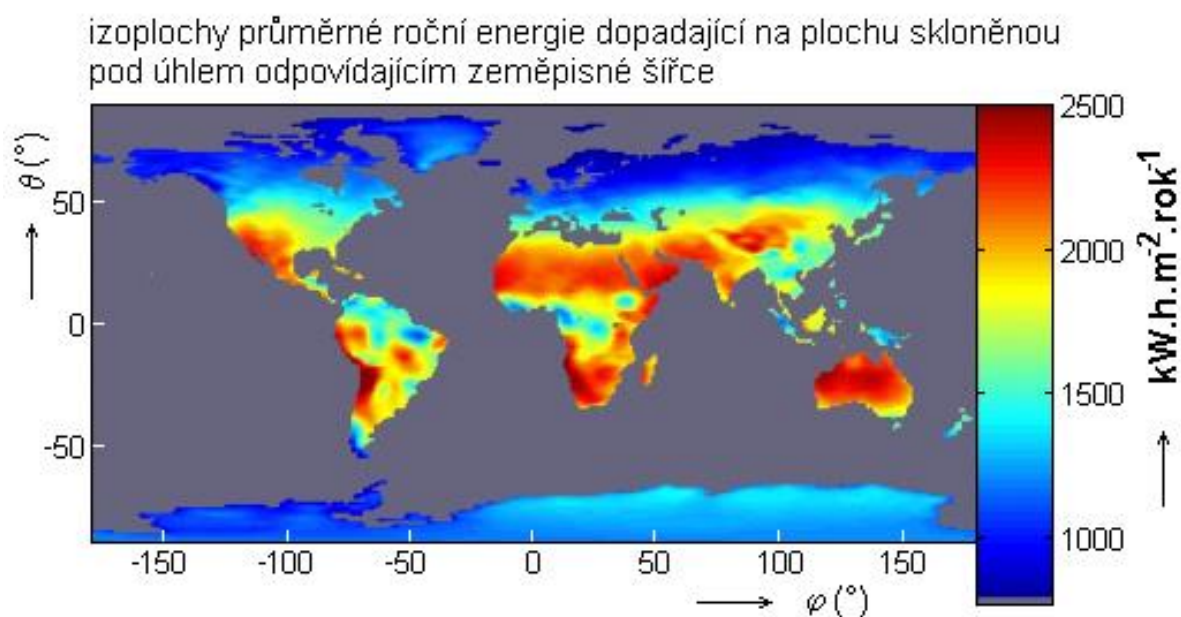 izoplochy průměrné roční energie dopadající na plochu skloněnou
pod úhlem odpovídajícím zeměpisné šířce
θ (°)
50
0
-50
-150
-100
-50
0
50
100
150
φ (°)
2500
2000
1500
1000
kW.h.m⁻².rok⁻¹